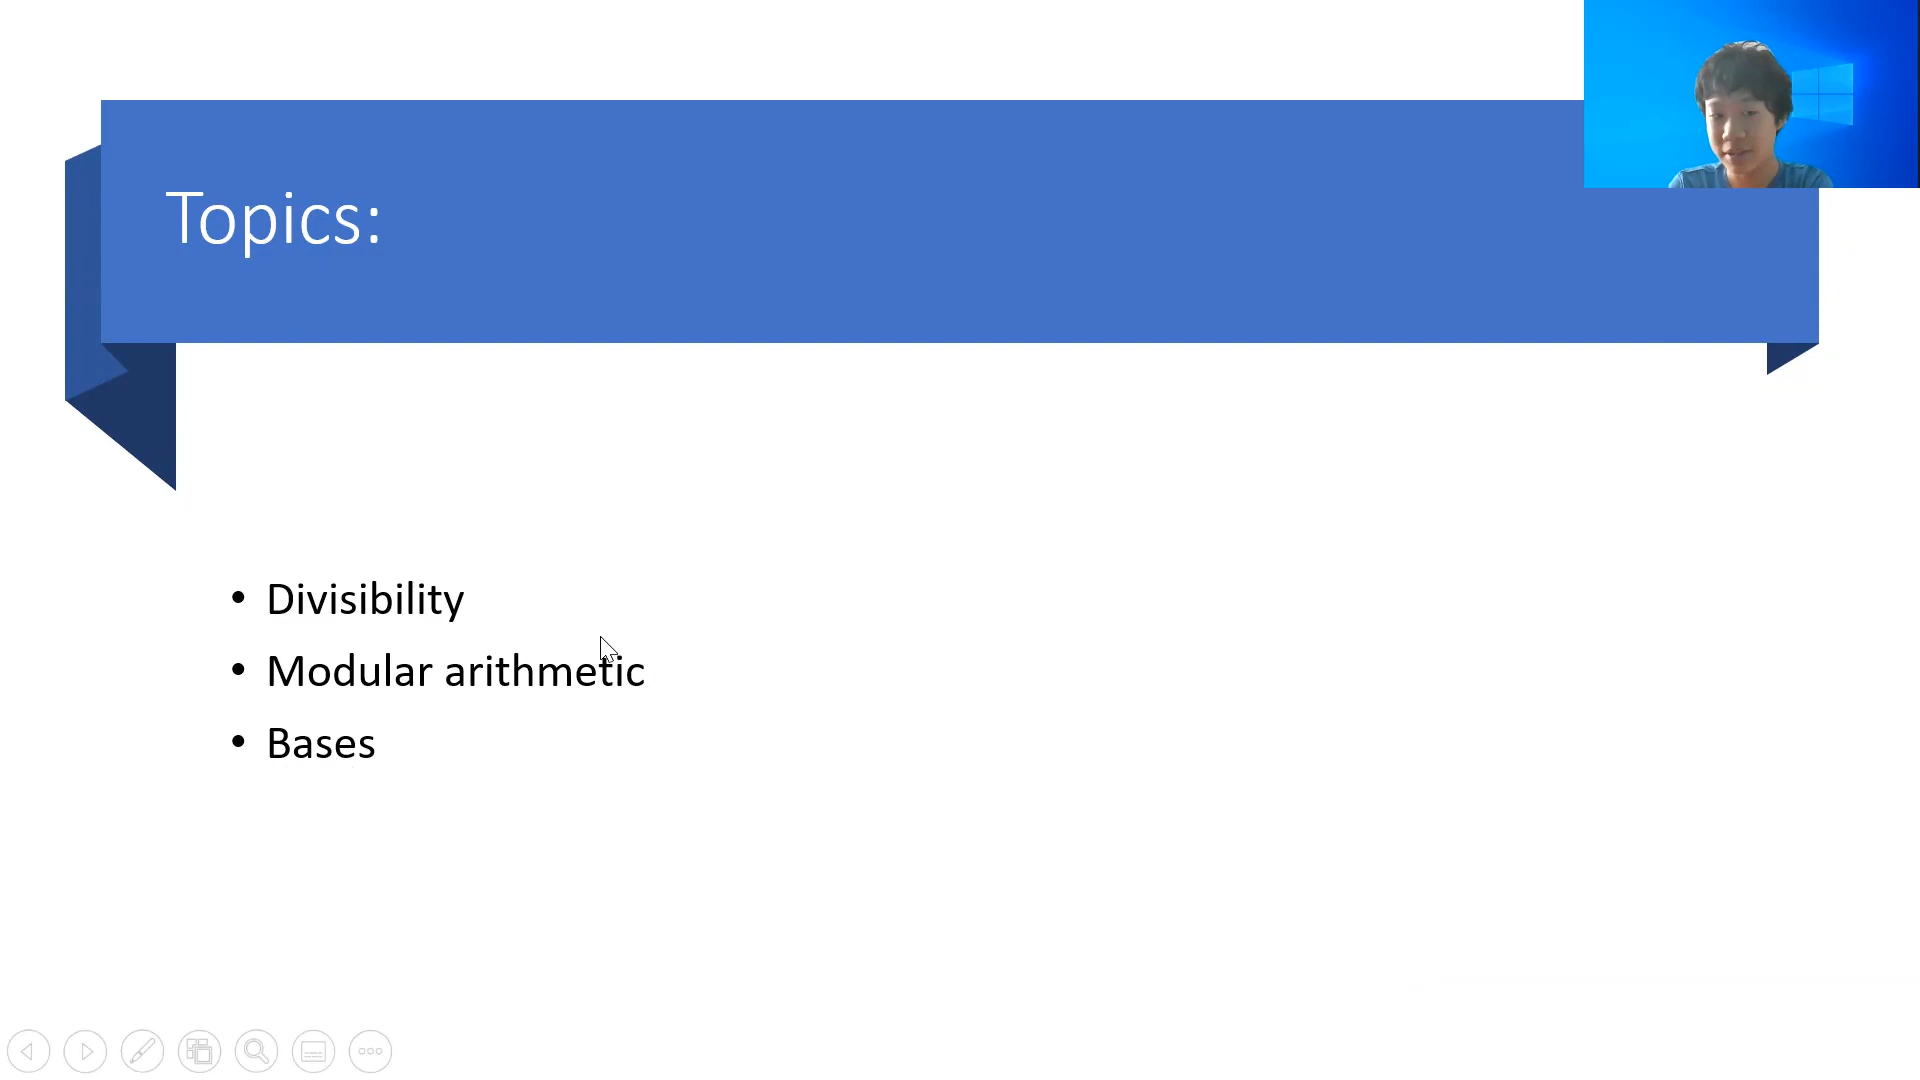 Topics:
• Divisibility
• Modular arithmetic
• Bases